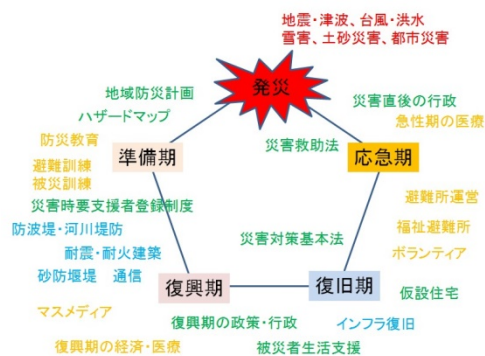 地震・津波、台風・洪水
雪害、土砂災害、都市災害
発災
地域防災計画
ハザードマップ
災害直後の行政
急性期の医療
防災教育
準備期
災害救助法
応急期
避難訓練
被災訓練
災害時要支援者登録制度
避難所運営
防波堤・河川堤防
福祉避難所
耐震・耐火建築
災害対策基本法
ボランティア
砂防堰堤 通信
復興期
復旧期
仮設住宅
マスメディア
復興期の政策・行政
インフラ復旧
復興期の経済・医療
被災者生活支援